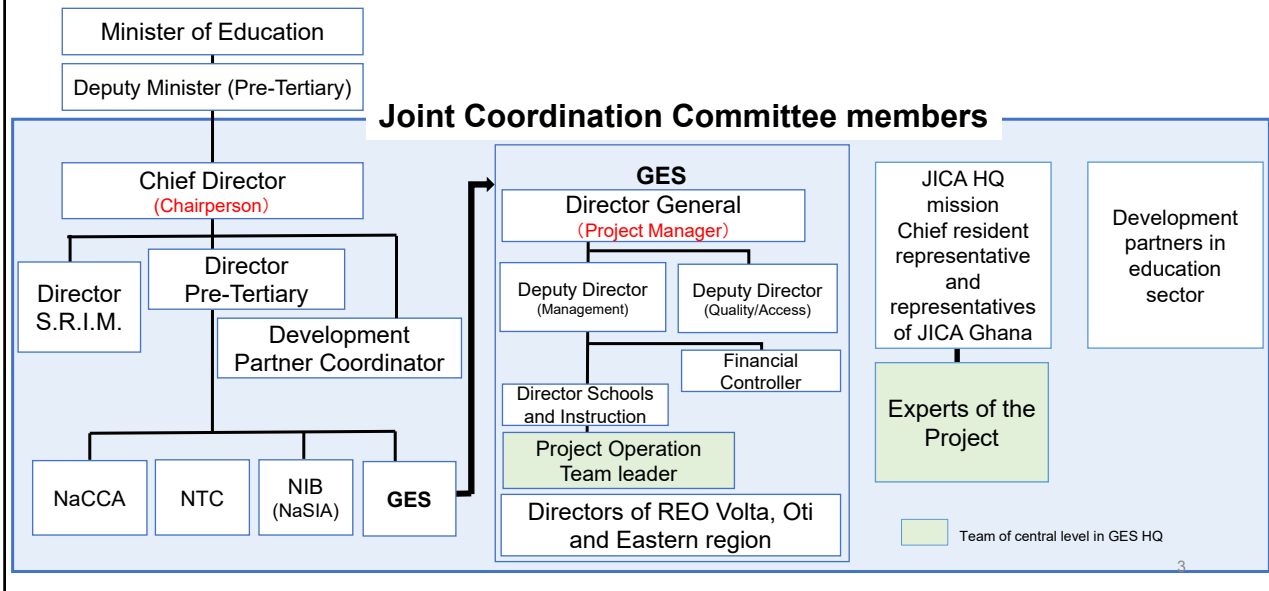 Minister of Education
Deputy Minister (Pre-Tertiary)
Joint Coordination Committee members
Chief Director
(Chairperson）
Director
S.R.I.M.
Director
Pre-Tertiary
Development
Partner Coordinator
NaCCA
NTC
NIB
(NaSIA)
GES
GES
Director General
（Project Manager）
Deputy Director
(Management)
Deputy Director
(Quality/Access)
Financial
Controller
Director Schools
and Instruction
Project Operation
Team leader
Directors of REO Volta, Oti
and Eastern region
JICA HQ
mission
Chief resident
representative
and
representatives
of JICA Ghana
Experts of the
Project
Development
partners in
education
sector
Team of central level in GES HQ
3